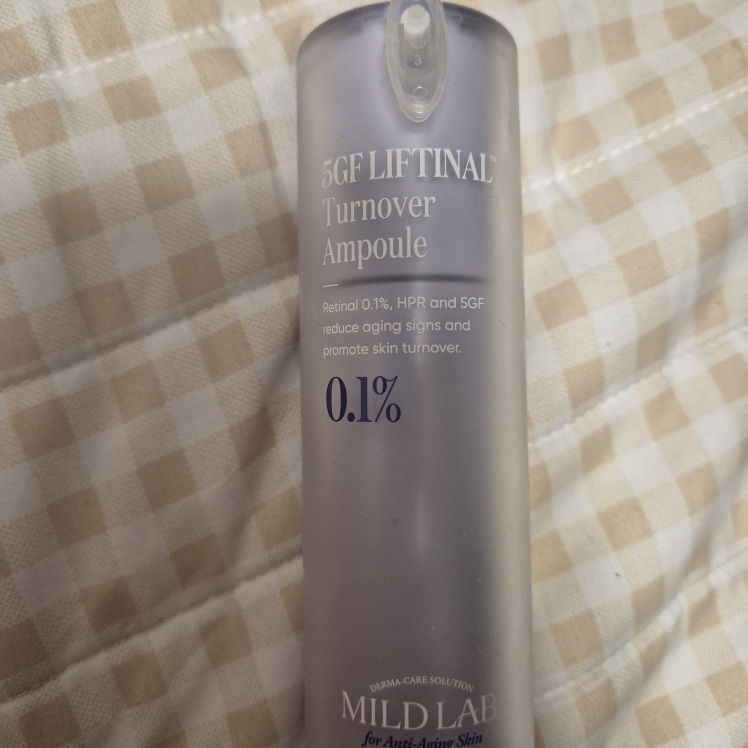 5GF LIFTINAL™
Turnover
Ampoule
Retinal 0.1%, HPR and 5GF
reduce aging signs and
promote skin turnover.
0.1%
DERMA-CARE SOLUTION
MILD LAB
for Anti-Aging Skin